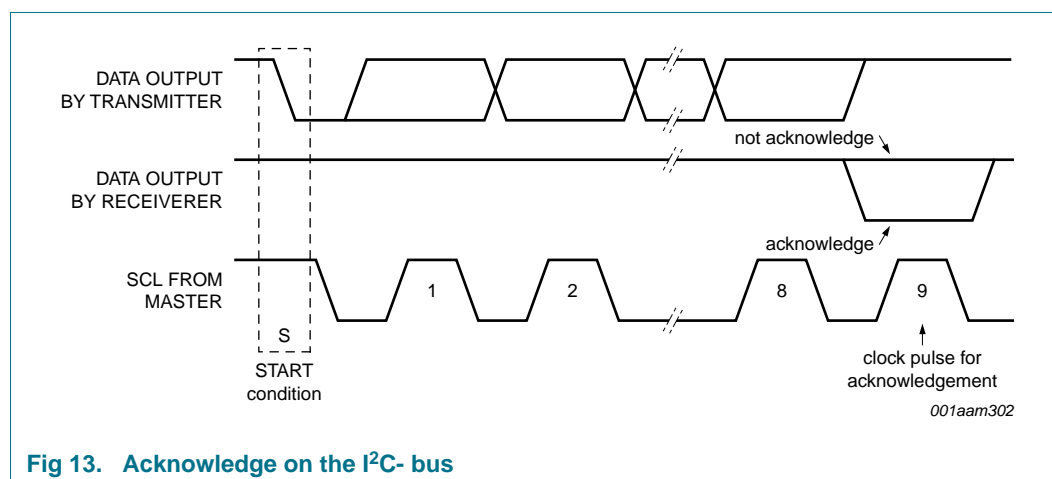 DATA OUTPUT
BY TRANSMITTER
not acknowledge
DATA OUTPUT
BY RECEIVERER
acknowledge
SCL FROM
MASTER
1
2
8
9
S
START
condition
clock pulse for
acknowledgement
001aam302
Fig 13. Acknowledge on the I²C- bus